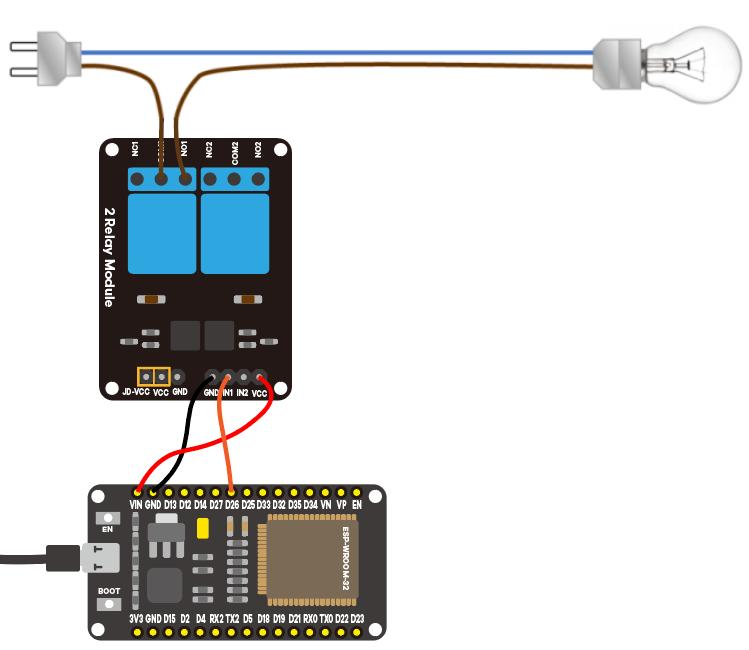 NC1 NO1 NC2 COM2 NO2
2 Relay Module
JD-VCC VCC GND GND IN1 IN2 VCC
VIN GND D13 D12 D14 D27 D26 D25 D33 D32 D35 D34 VN VP EN
EN
ESP-WROOM-32
BOOT
3V3 GND D15 D2 D4 RX2 TX2 D5 D18 D19 D21 RX0 TX0 D22 D23